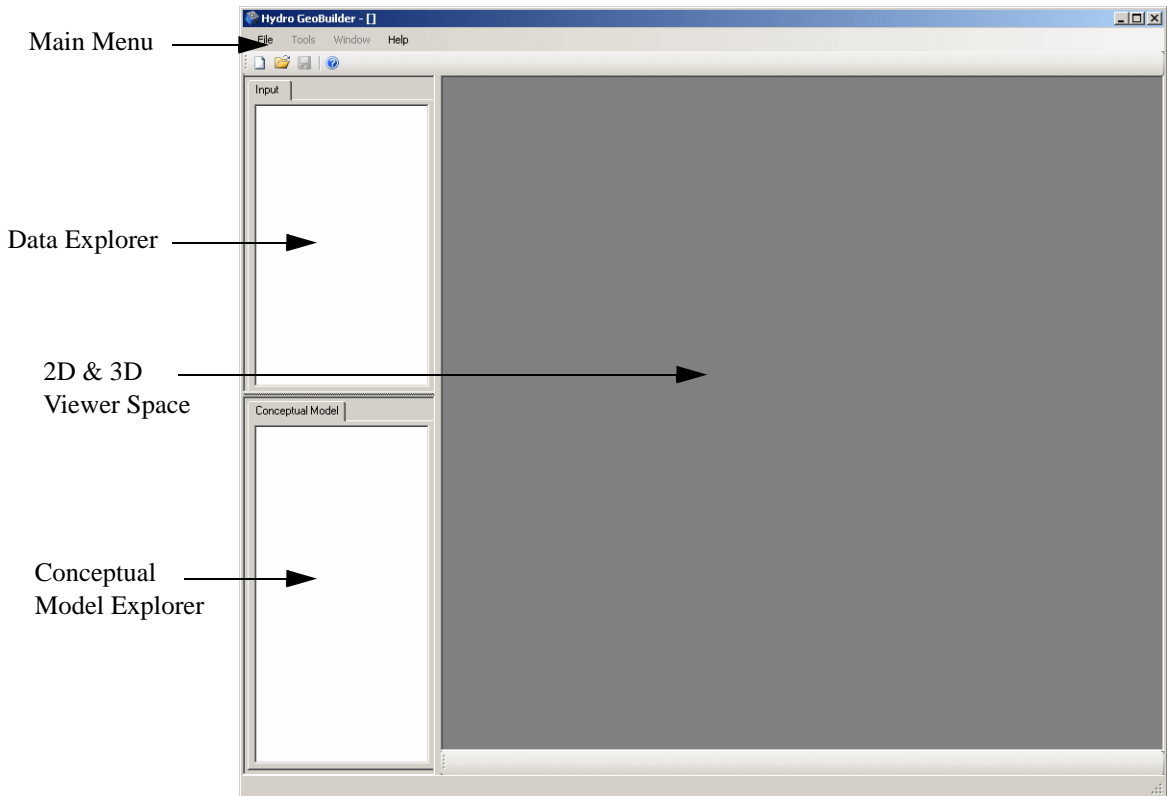 Hydro GeoBuilder - []
Main Menu
File Tools Window Help
Input
Data Explorer
2D & 3D
Viewer Space
Conceptual Model
Conceptual
Model Explorer